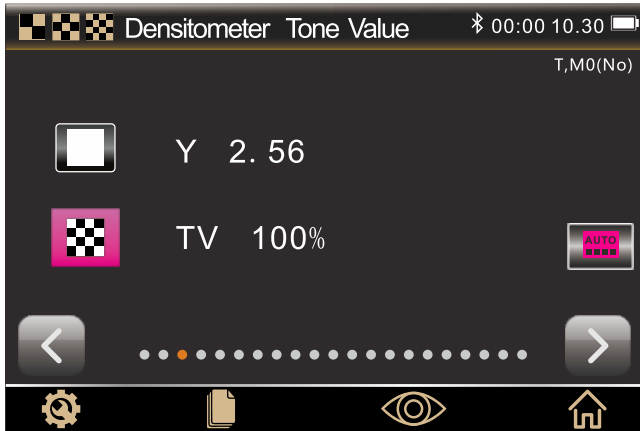 Densitometer Tone Value 00:00 10.30
T,M0(No)
Y 2. 56
TV 100%
AUTO